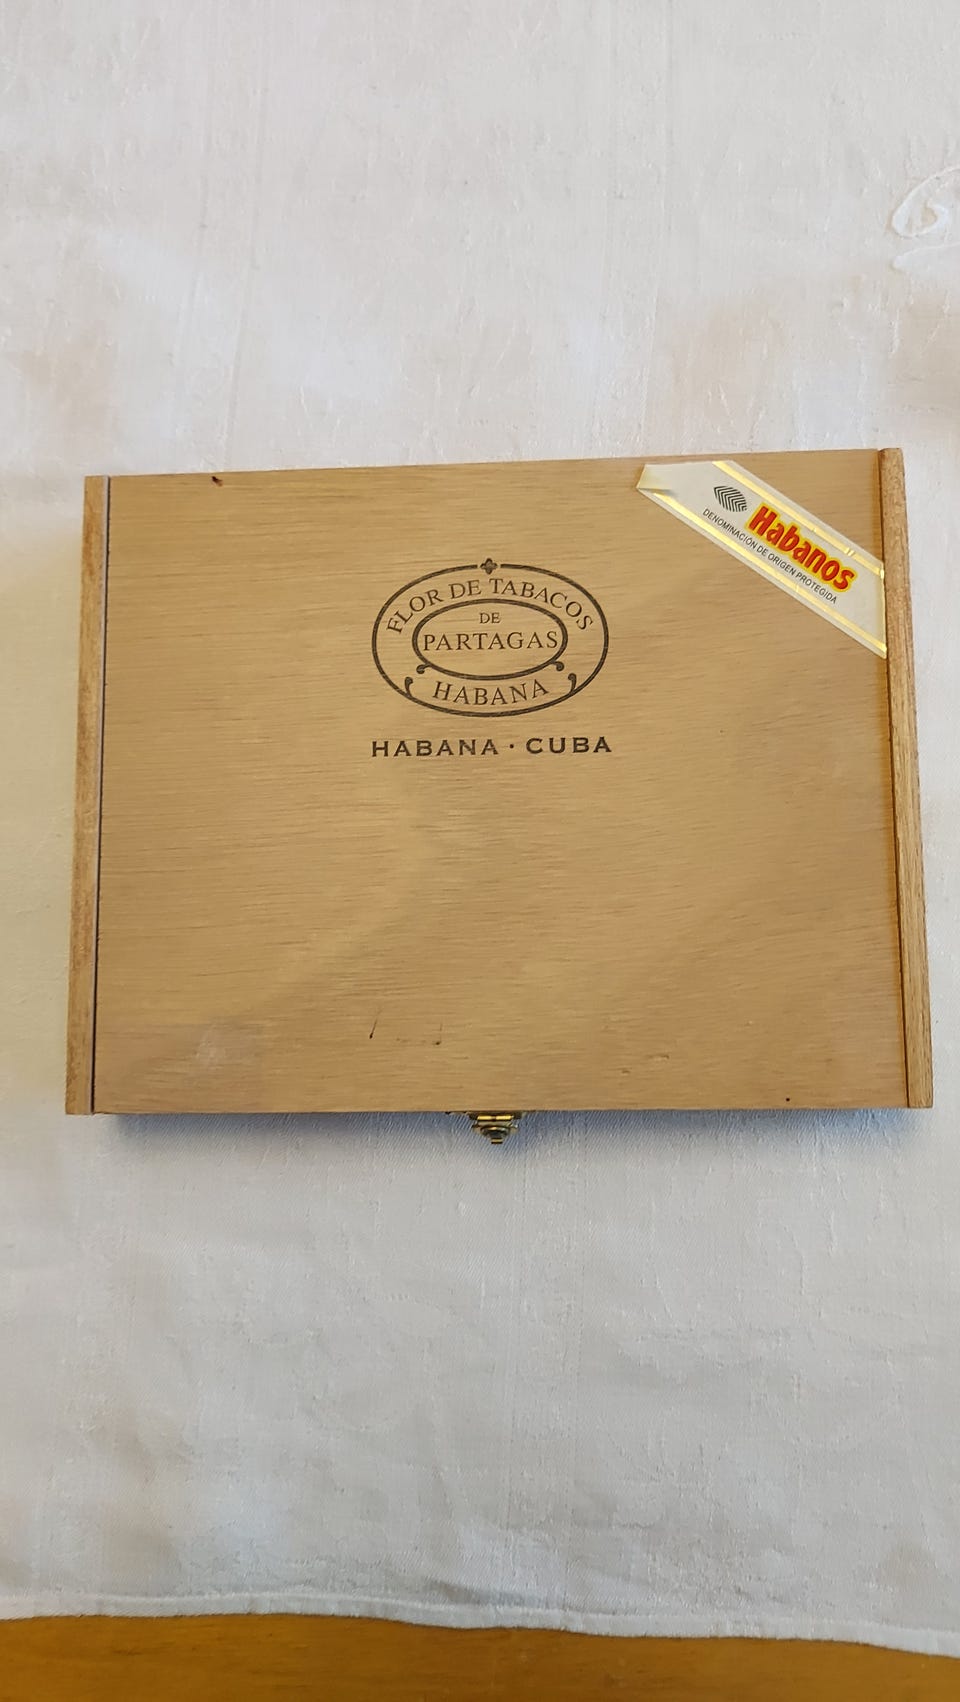 Habanos
DENOMINACIÓN DE ORIGEN PROTEGIDA
FLOR DE TABACOS
DE
PARTAGAS
HABANA
HABANA · CUBA